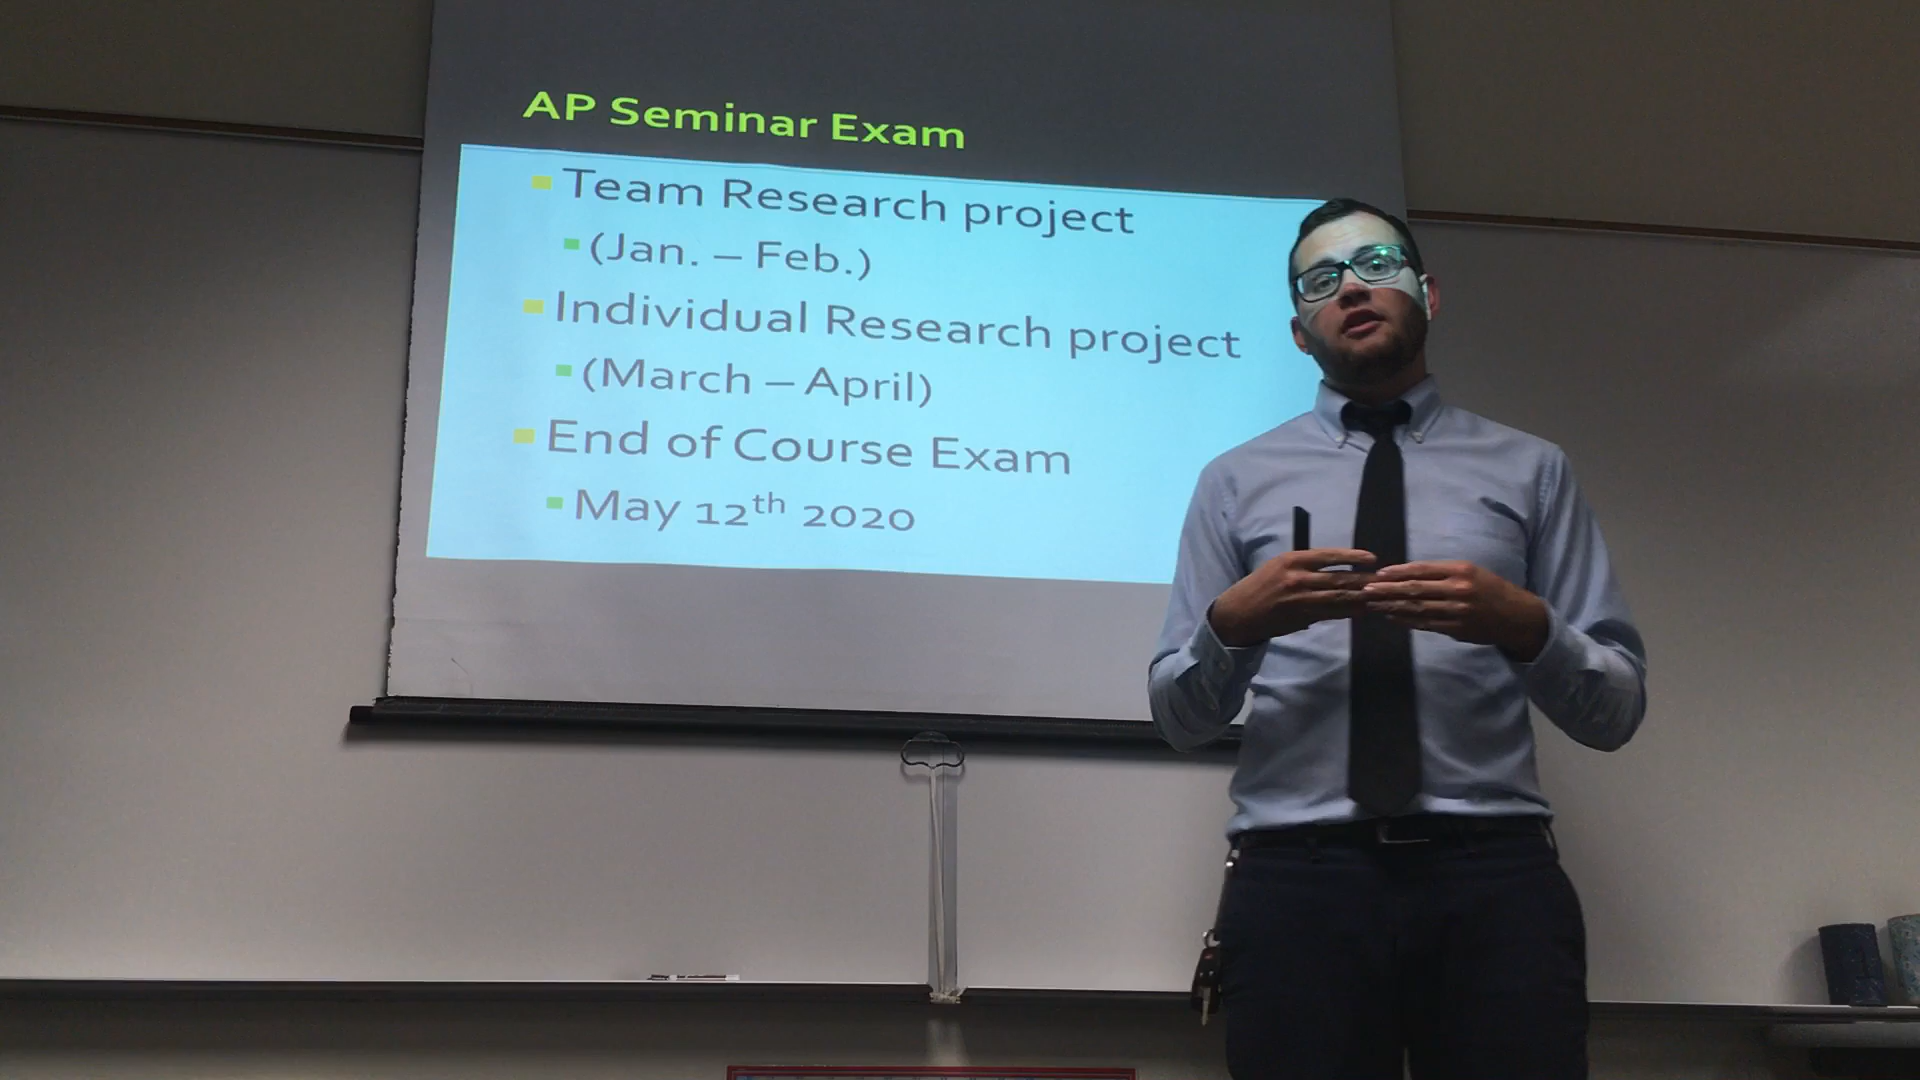 AP Seminar Exam
Team Research project
(Jan. – Feb.)
Individual Research project
(March – April)
End of Course Exam
May 12th 2020